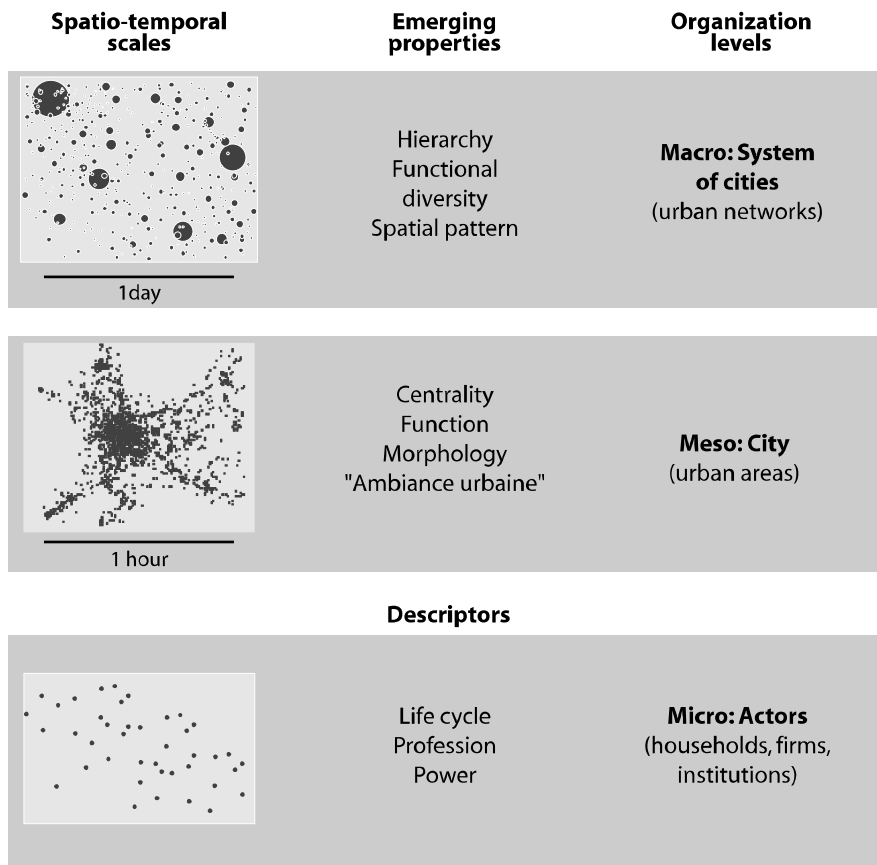 Spatio-temporal
scales
Emerging
properties
Organization
levels
Hierarchy
Functional
diversity
Spatial pattern
Macro: System
of cities
(urban networks)
1day
Centrality
Function
Morphology
"Ambiance urbaine"
Meso: City
(urban areas)
1 hour
Descriptors
Life cycle
Profession
Power
Micro: Actors
(households, firms,
institutions)